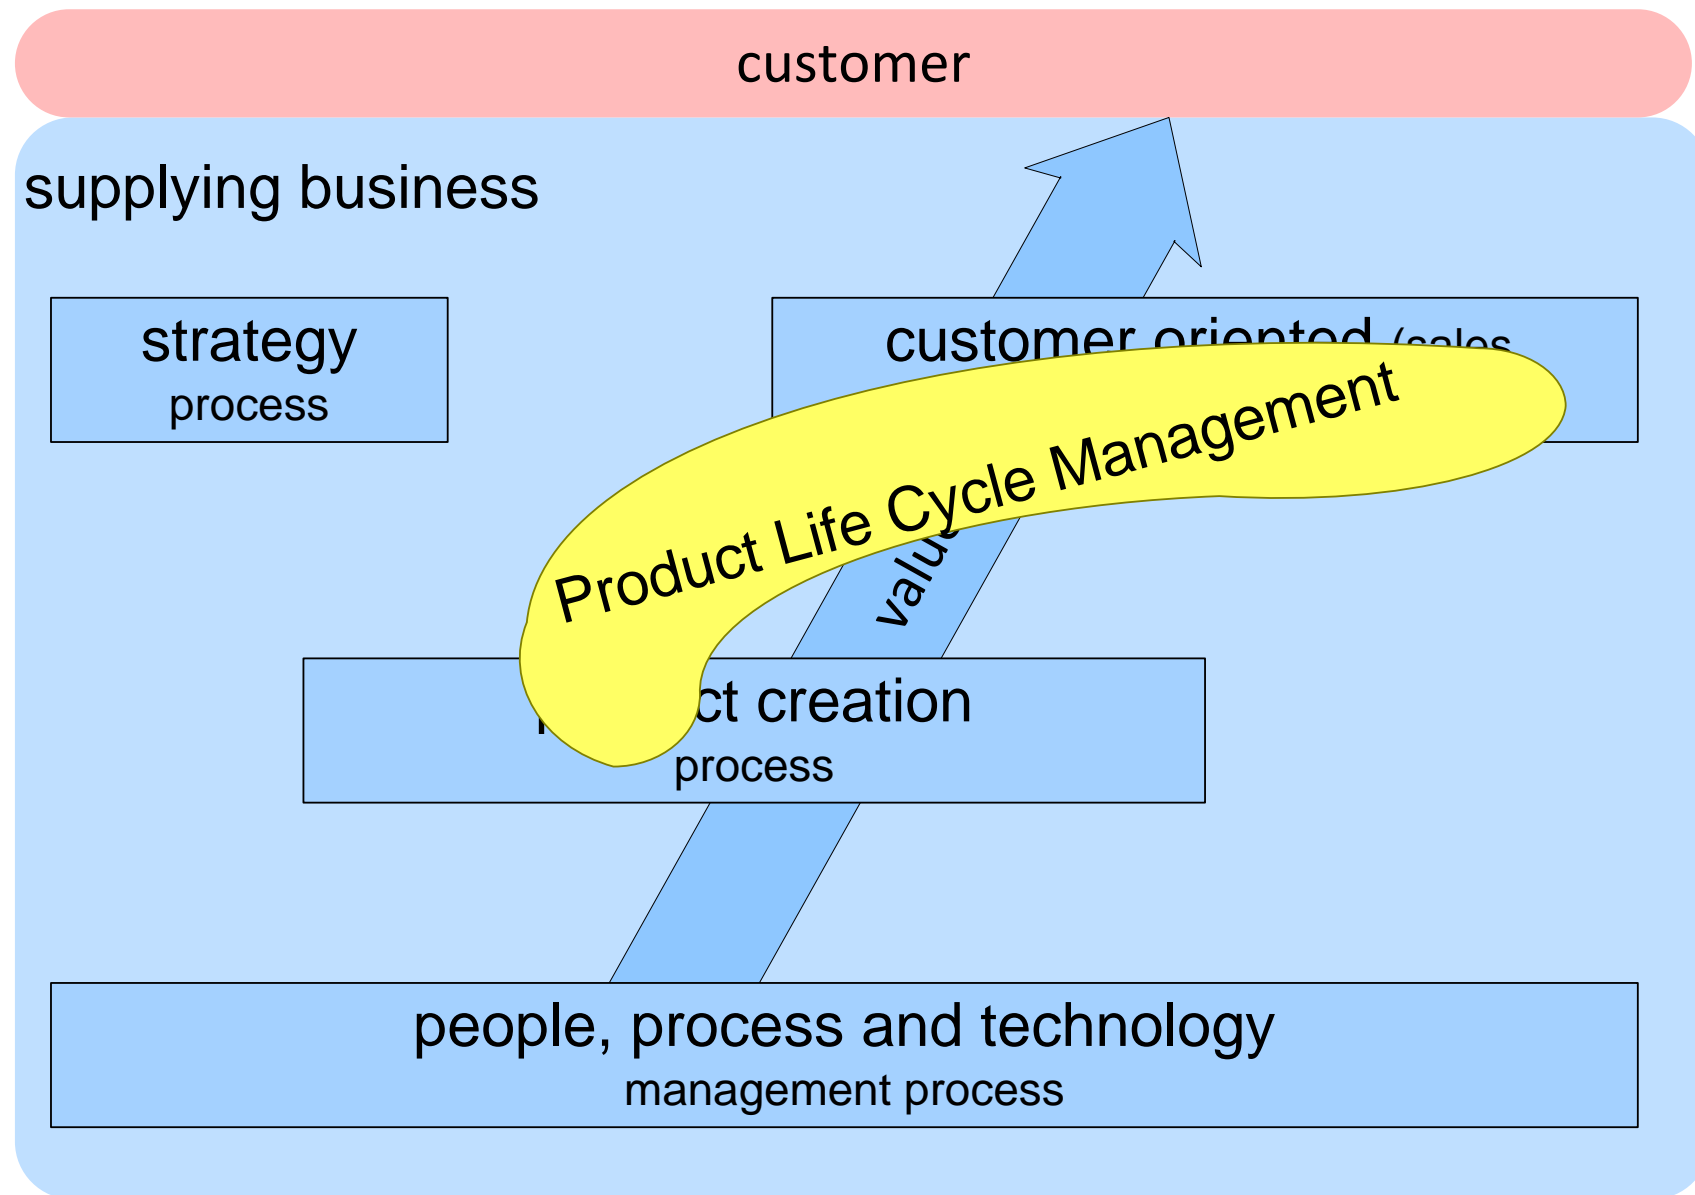 customer
supplying business
strategy
process
customer oriented (sales
Product Life Cycle Management
value
ct creation
process
people, process and technology
management process